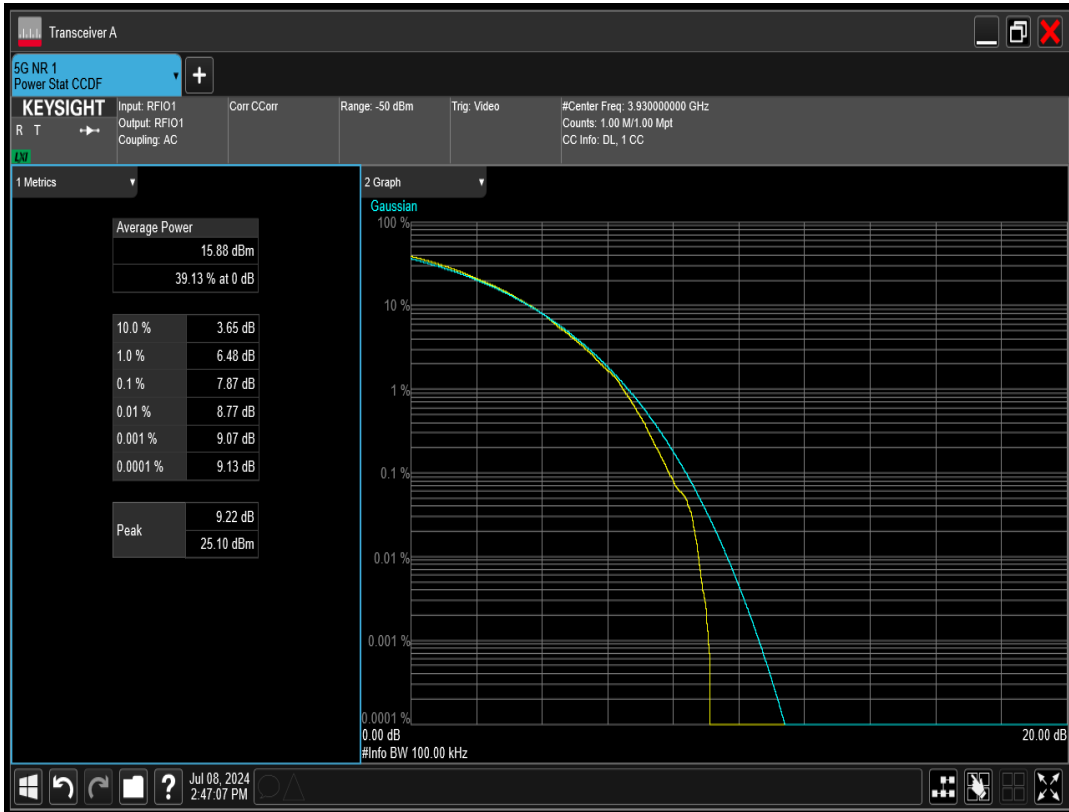 Transceiver A
5G NR 1
Power Stat CCDF
+
KEYSIGHT
R T
LXI
Input: RFIO1
Output: RFIO1
Coupling: AC
Corr CCorr
Range: -50 dBm
Trig: Video
#Center Freq: 3.930000000 GHz
Counts: 1.00 M/1.00 Mpt
CC Info: DL, 1 CC
1 Metrics
Average Power
15.88 dBm
39.13 % at 0 dB
10.0 % 3.65 dB
1.0 % 6.48 dB
0.1 % 7.87 dB
0.01 % 8.77 dB
0.001 % 9.07 dB
0.0001 % 9.13 dB
Peak
9.22 dB
25.10 dBm
2 Graph
Gaussian
100 %
10 %
1 %
0.1 %
0.01 %
0.001 %
0.0001 %
0.00 dB 20.00 dB
#Info BW 100.00 kHz
?
Jul 08, 2024
2:47:07 PM